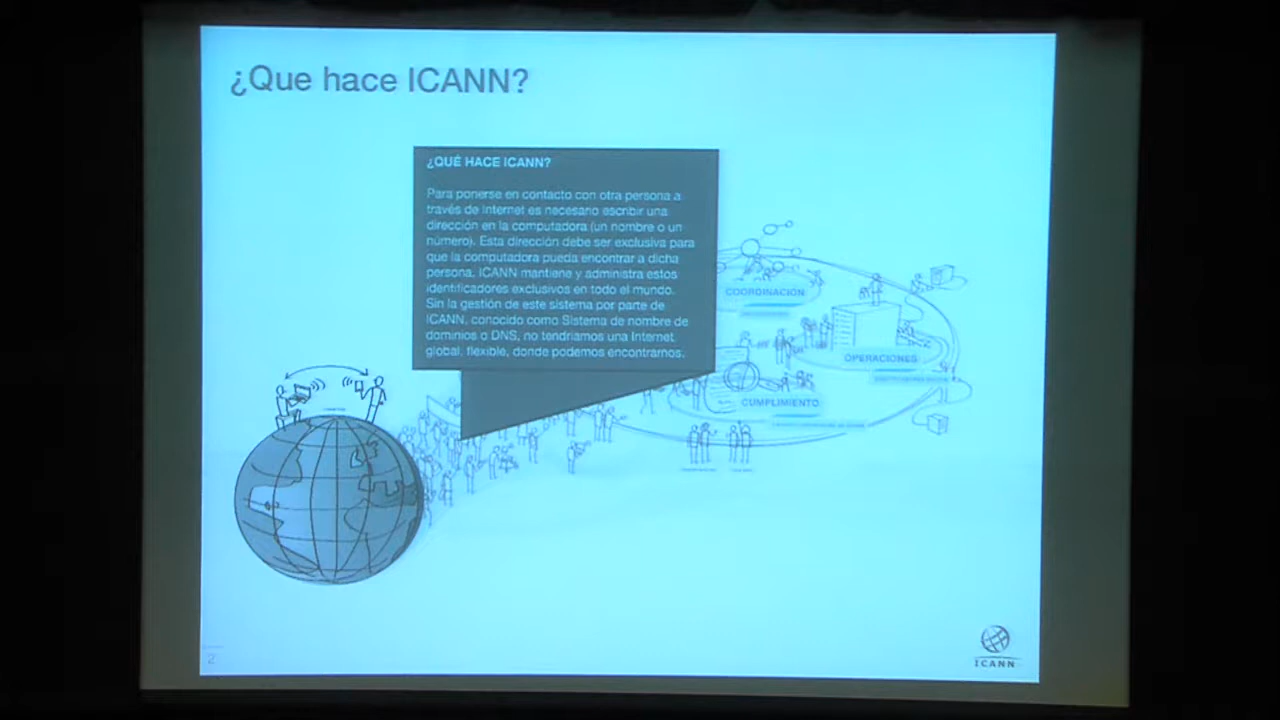 ¿Que hace ICANN?
¿QUÉ HACE ICANN?
Para ponerse en contacto con otra persona a
través de Internet es necesario escribir una
dirección en la computadora (un nombre o un
número). Esta dirección debe ser exclusiva para
que la computadora pueda encontrar a dicha
persona. ICANN mantiene y administra estos
identificadores exclusivos en todo el mundo.
Sin la gestión de este sistema por parte de
ICANN, conocido como Sistema de nombre de
dominios o DNS, no tendríamos una Internet
global, flexible, donde podemos encontrarnos.
COORDINACIÓN
OPERACIONES
CUMPLIMIENTO
2
ICANN